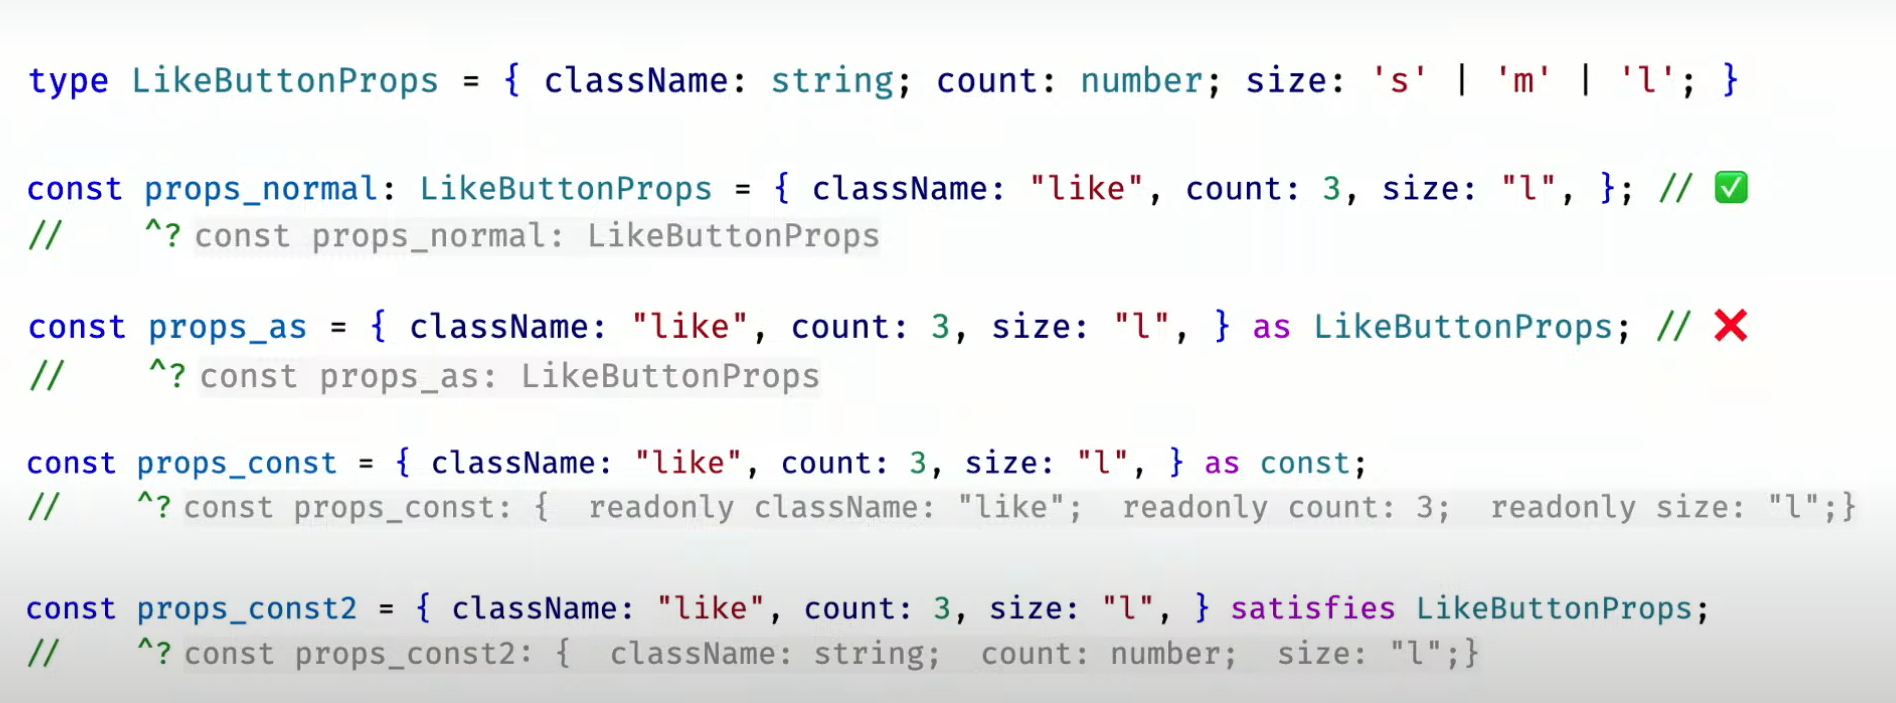 type LikeButtonProps = { className: string; count: number; size: 's' | 'm' | 'l'; }
const props_normal: LikeButtonProps = { className: "like", count: 3, size: "l", }; // ✅
//    ^? const props_normal: LikeButtonProps
const props_as = { className: "like", count: 3, size: "l", } as LikeButtonProps; // ❌
//    ^? const props_as: LikeButtonProps
const props_const = { className: "like", count: 3, size: "l", } as const;
//    ^? const props_const: {  readonly className: "like";  readonly count: 3;  readonly size: "l";}
const props_const2 = { className: "like", count: 3, size: "l", } satisfies LikeButtonProps;
//    ^? const props_const2: {  className: string;  count: number;  size: "l";}